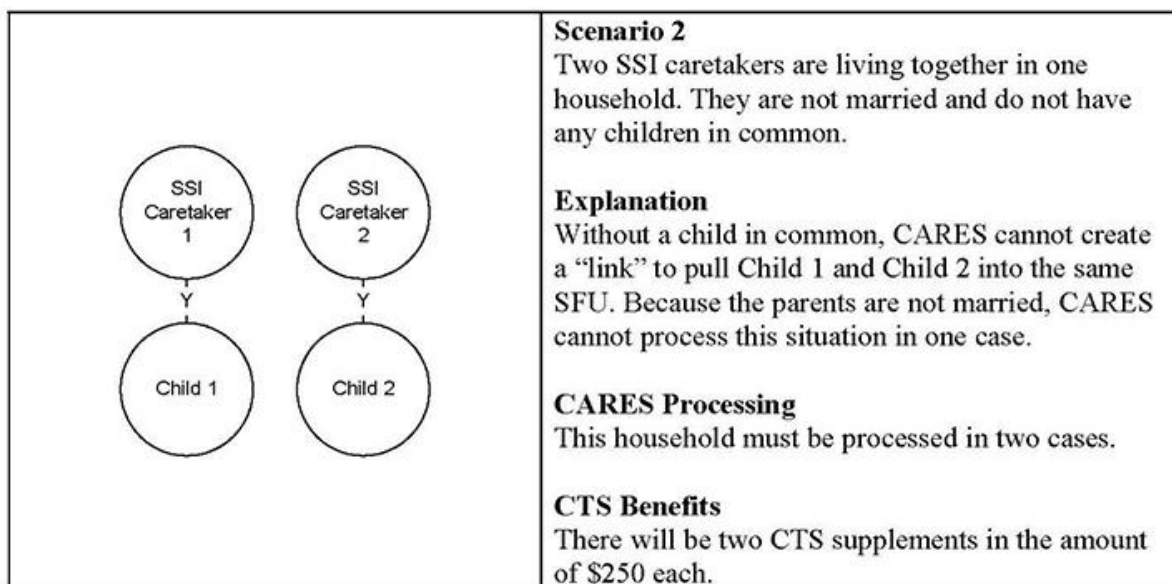 SSI
Caretaker
1
SSI
Caretaker
2
Y
Y
Child 1
Child 2
Scenario 2
Two SSI caretakers are living together in one
household. They are not married and do not have
any children in common.
Explanation
Without a child in common, CARES cannot create
a “link” to pull Child 1 and Child 2 into the same
SFU. Because the parents are not married, CARES
cannot process this situation in one case.
CARES Processing
This household must be processed in two cases.
CTS Benefits
There will be two CTS supplements in the amount
of $250 each.